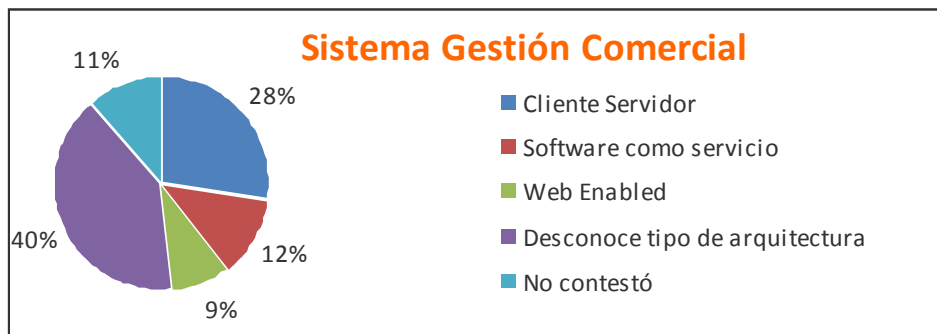 Sistema Gestión Comercial
11%
28%
40%
12%
9%
Cliente Servidor
Software como servicio
Web Enabled
Desconoce tipo de arquitectura
No contestó